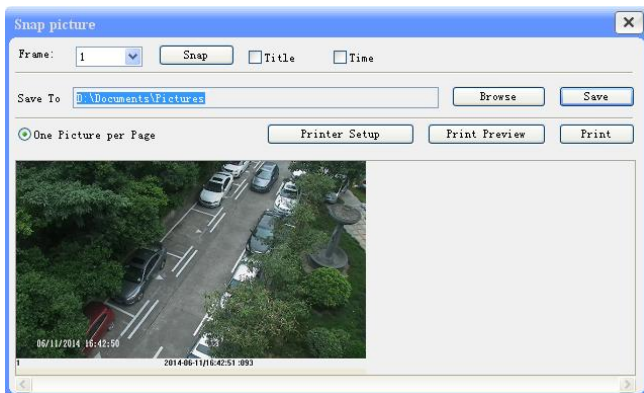 Snap picture
Frame: 1 Snap Title Time
Save To D:\Documents\Pictures Browse Save
One Picture per Page Printer Setup Print Preview Print
06/11/2014 16:42:50
1 2014-06-11/16:42:51 :093